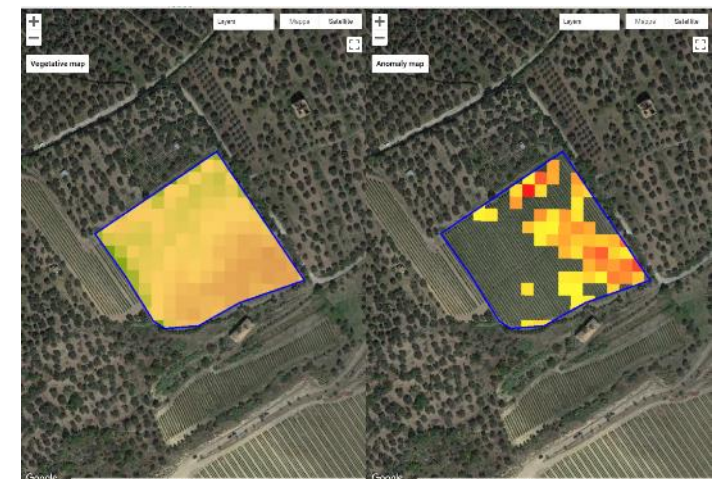 +
Layers
Mappa
Satellite
−
Vegetative map
Google
+
Layers
Mappa
Satellite
−
Anomaly map
Google